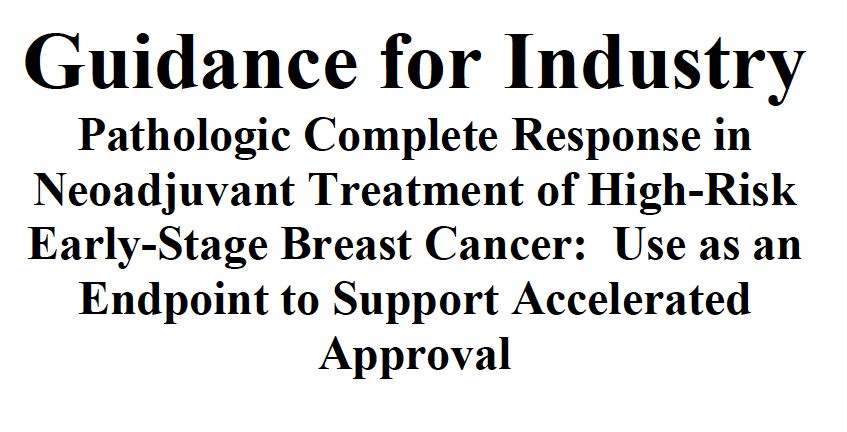 Guidance for Industry
Pathologic Complete Response in
Neoadjuvant Treatment of High-Risk
Early-Stage Breast Cancer:  Use as an
Endpoint to Support Accelerated
Approval